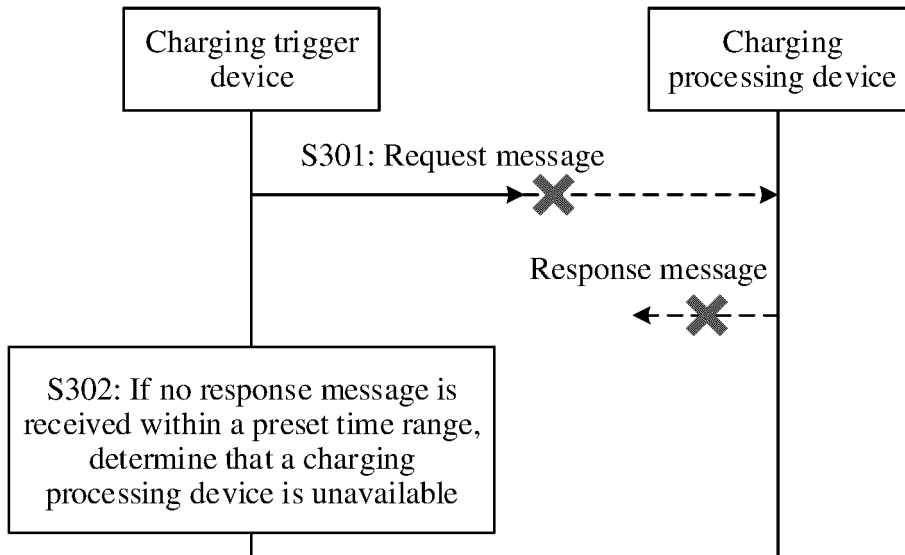 Charging trigger
device
Charging
processing device
S301: Request message
Response message
S302: If no response message is
received within a preset time range,
determine that a charging
processing device is unavailable